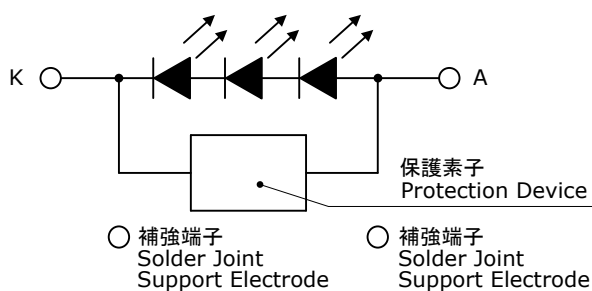 K
A
保護素子
Protection Device
補強端子
Solder Joint
Support Electrode
補強端子
Solder Joint
Support Electrode